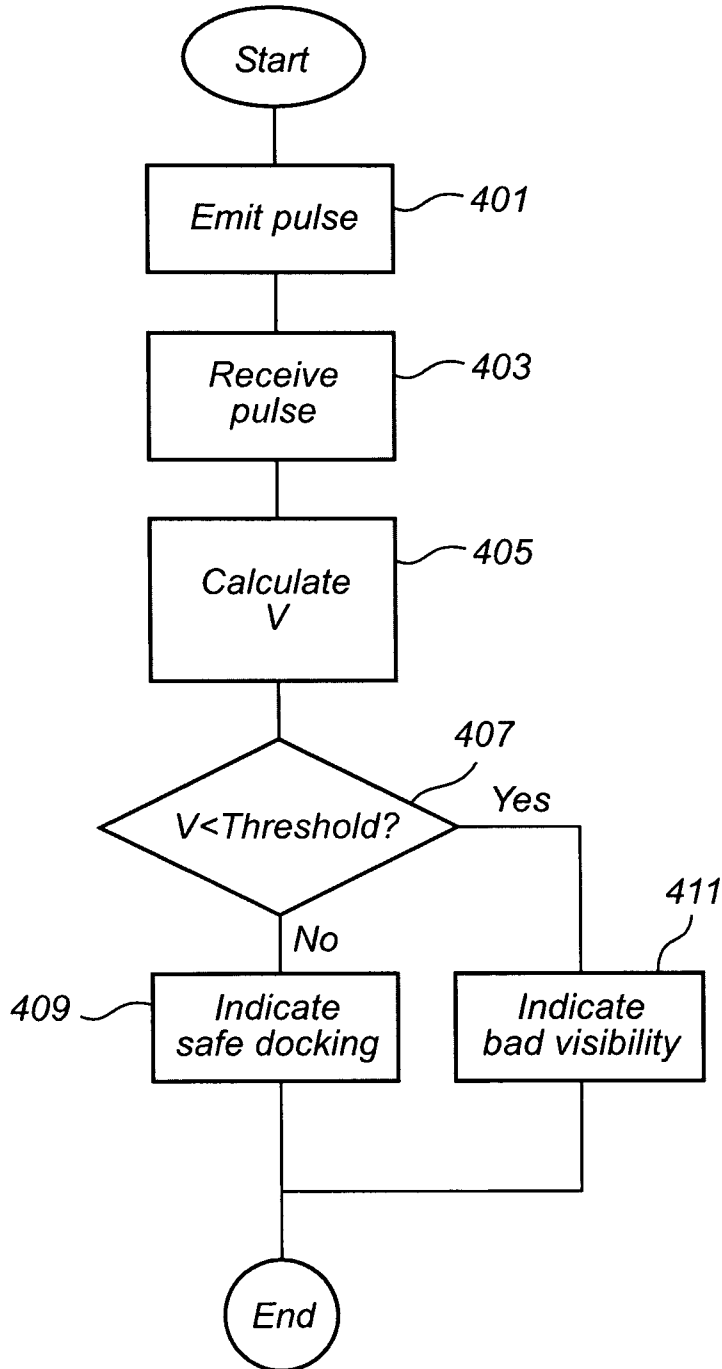 Start
Emit pulse
401
Receive
pulse
403
Calculate
V
405
407
V<Threshold?
Yes
No
411
409
Indicate
safe docking
Indicate
bad visibility
End